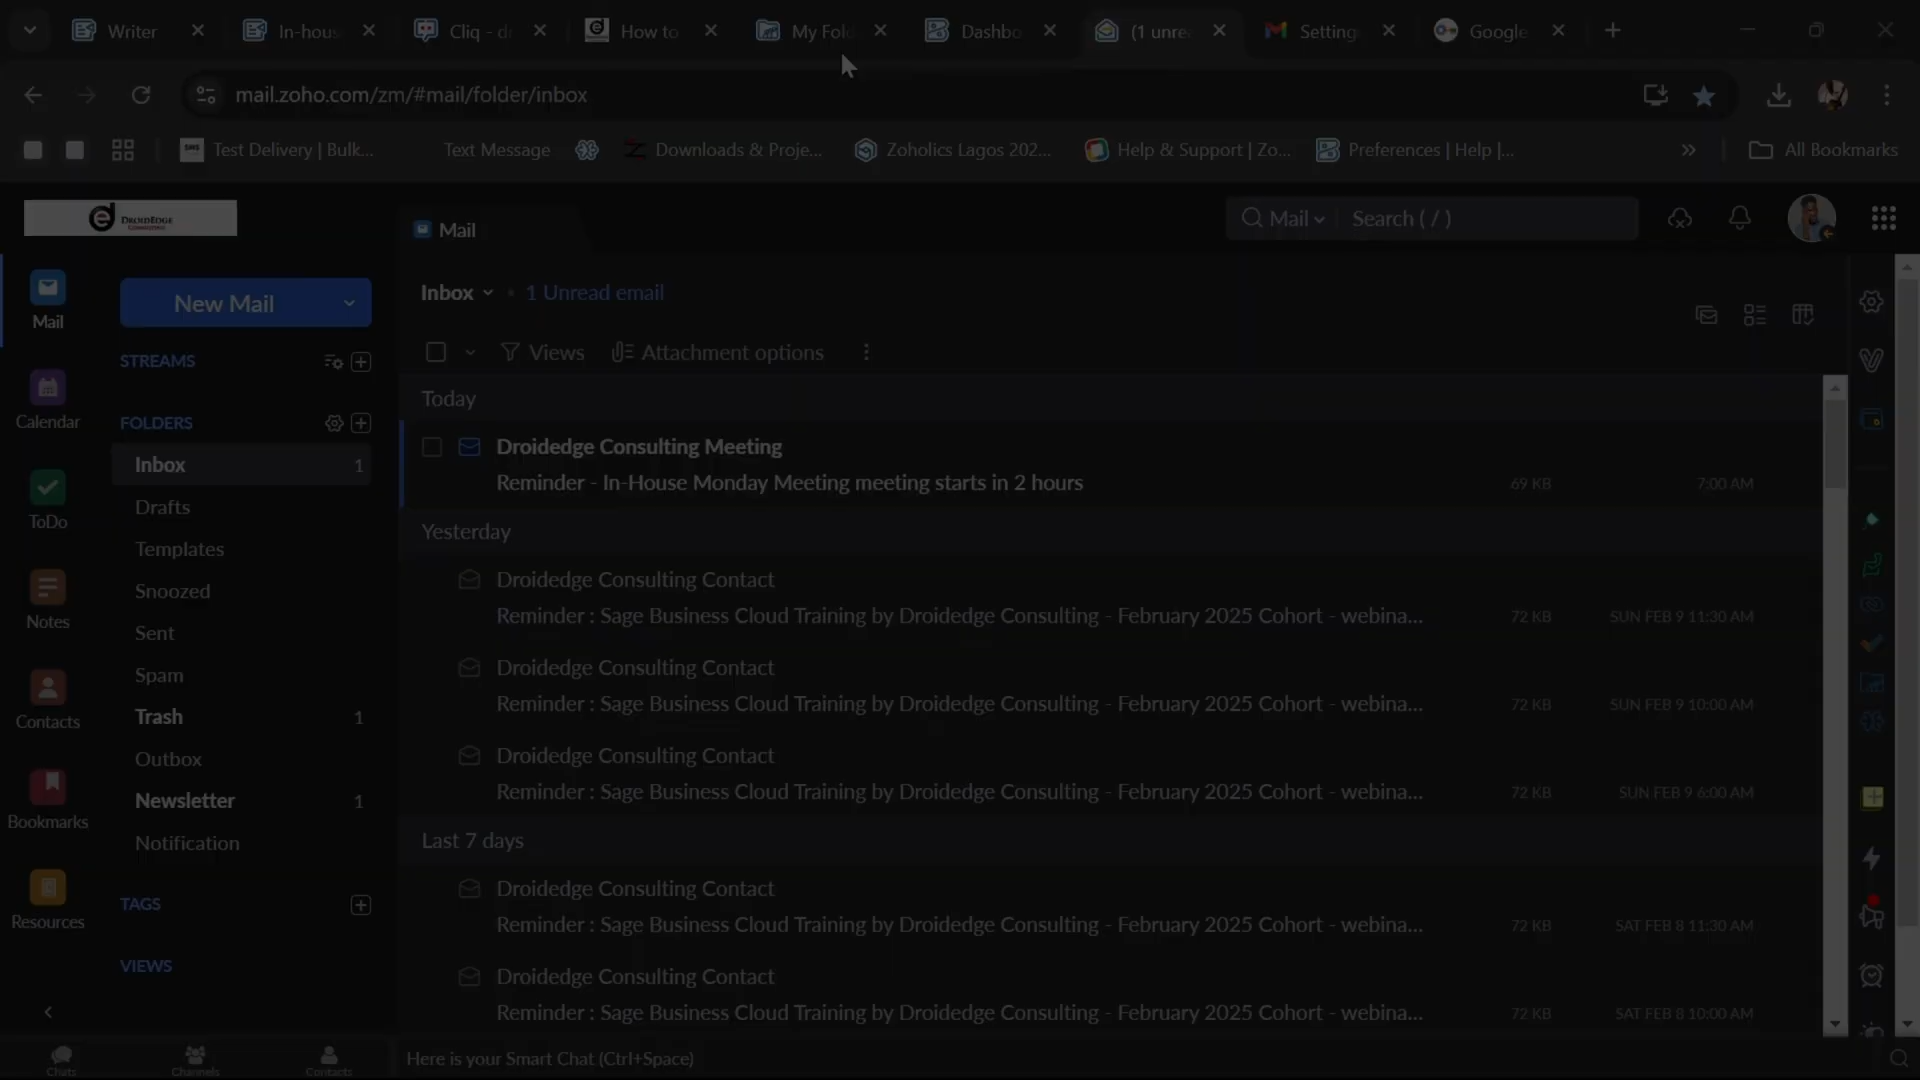 Writer
In-hous
Cliq - dr
How to
My Fold
Dashbo
(1 unre
Setting
Google
mail.zoho.com/zm/#mail/folder/inbox
Test Delivery | Bulk...
Text Message
Downloads & Proje...
Zoholics Lagos 202...
Help & Support | Zo...
Preferences | Help |...
All Bookmarks
DROIDEDGE
CONSULTING
Mail
Mail
Search ( / )
Mail
Calendar
ToDo
Notes
Contacts
Bookmarks
Resources
New Mail
STREAMS
FOLDERS
Inbox 1
Drafts
Templates
Snoozed
Sent
Spam
Trash 1
Outbox
Newsletter 1
Notification
TAGS
VIEWS
Inbox • 1 Unread email
Views
Attachment options
Today
Droidedge Consulting Meeting
Reminder - In-House Monday Meeting meeting starts in 2 hours 69 KB 7:00 AM
Yesterday
Droidedge Consulting Contact
Reminder : Sage Business Cloud Training by Droidedge Consulting - February 2025 Cohort - webina... 72 KB SUN FEB 9 11:30 AM
Droidedge Consulting Contact
Reminder : Sage Business Cloud Training by Droidedge Consulting - February 2025 Cohort - webina... 72 KB SUN FEB 9 10:00 AM
Droidedge Consulting Contact
Reminder : Sage Business Cloud Training by Droidedge Consulting - February 2025 Cohort - webina... 72 KB SUN FEB 9 6:00 AM
Last 7 days
Droidedge Consulting Contact
Reminder : Sage Business Cloud Training by Droidedge Consulting - February 2025 Cohort - webina... 72 KB SAT FEB 8 11:30 AM
Droidedge Consulting Contact
Reminder : Sage Business Cloud Training by Droidedge Consulting - February 2025 Cohort - webina... 72 KB SAT FEB 8 10:00 AM
Chats
Channels
Contacts
Here is your Smart Chat (Ctrl+Space)